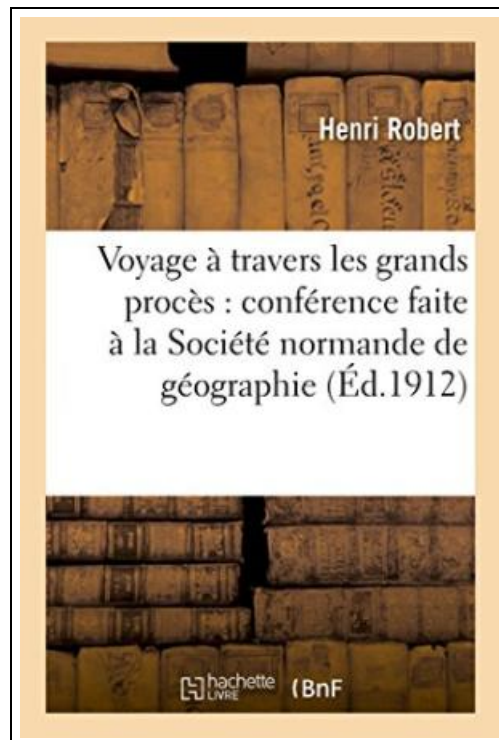 Henri Robert
Voyage à travers les grands
procès : conférence faite
à la Société normande de
géographie (Éd.1912)
hachette
LIVRE
(BnF